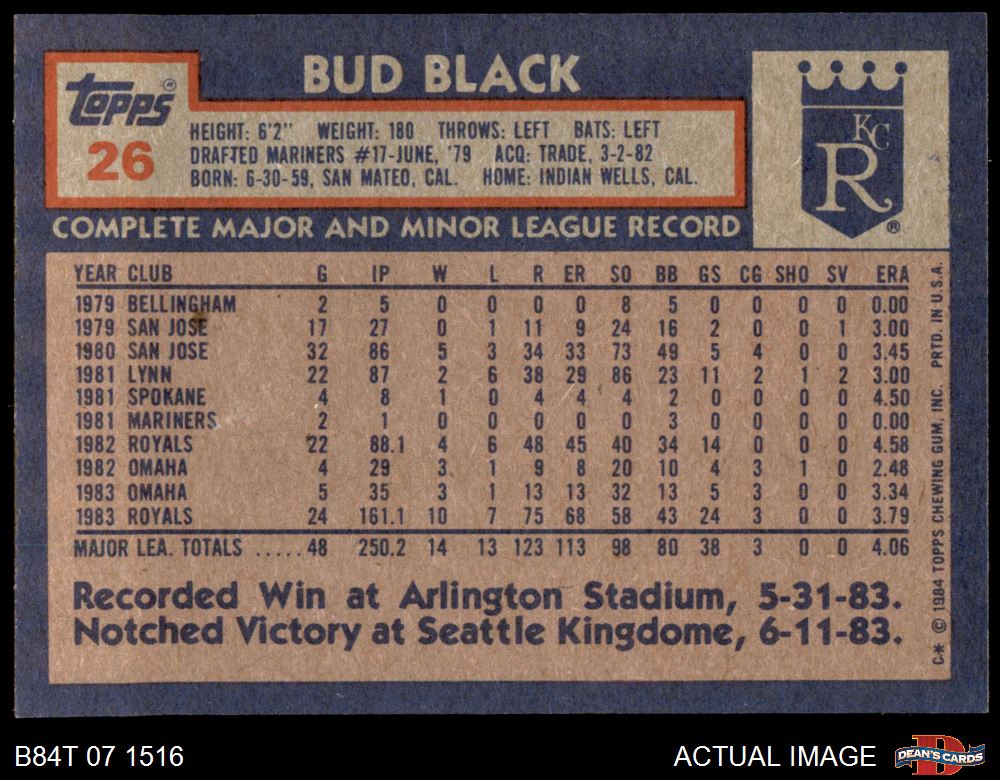 BUD BLACK
Topps®
26
HEIGHT: 6'2" WEIGHT: 180 THROWS: LEFT BATS: LEFT
DRAFTED MARINERS #17-JUNE, '79 ACQ: TRADE, 3-2-82
BORN: 6-30-59, SAN MATEO, CAL. HOME: INDIAN WELLS, CAL.
KC
R®
COMPLETE MAJOR AND MINOR LEAGUE RECORD
YEAR CLUB G IP W L R ER SO BB GS CG SHO SV ERA
1979 BELLINGHAM 2 5 0 0 0 0 8 5 0 0 0 0 0.00
1979 SAN JOSE 17 27 0 1 11 9 24 16 2 0 0 1 3.00
1980 SAN JOSE 32 86 5 3 34 33 73 49 5 4 0 0 3.45
1981 LYNN 22 87 2 6 38 29 86 23 11 2 1 2 3.00
1981 SPOKANE 4 8 1 0 4 4 4 2 0 0 0 0 4.50
1981 MARINERS 2 1 0 0 0 0 0 3 0 0 0 0 0.00
1982 ROYALS 22 88.1 4 6 48 45 40 34 14 0 0 0 4.58
1982 OMAHA 4 29 3 1 9 8 20 10 4 3 1 0 2.48
1983 OMAHA 5 35 3 1 13 13 32 13 5 3 0 0 3.34
1983 ROYALS 24 161.1 10 7 75 68 58 43 24 3 0 0 3.79
MAJOR LEA. TOTALS .....48 250.2 14 13 123 113 98 80 38 3 0 0 4.06
Recorded Win at Arlington Stadium, 5-31-83.
Notched Victory at Seattle Kingdome, 6-11-83.
C* © 1984 TOPPS CHEWING GUM, INC. PRTD. IN U.S.A.
B84T 07 1516
ACTUAL IMAGE
D
DEAN'S CARDS